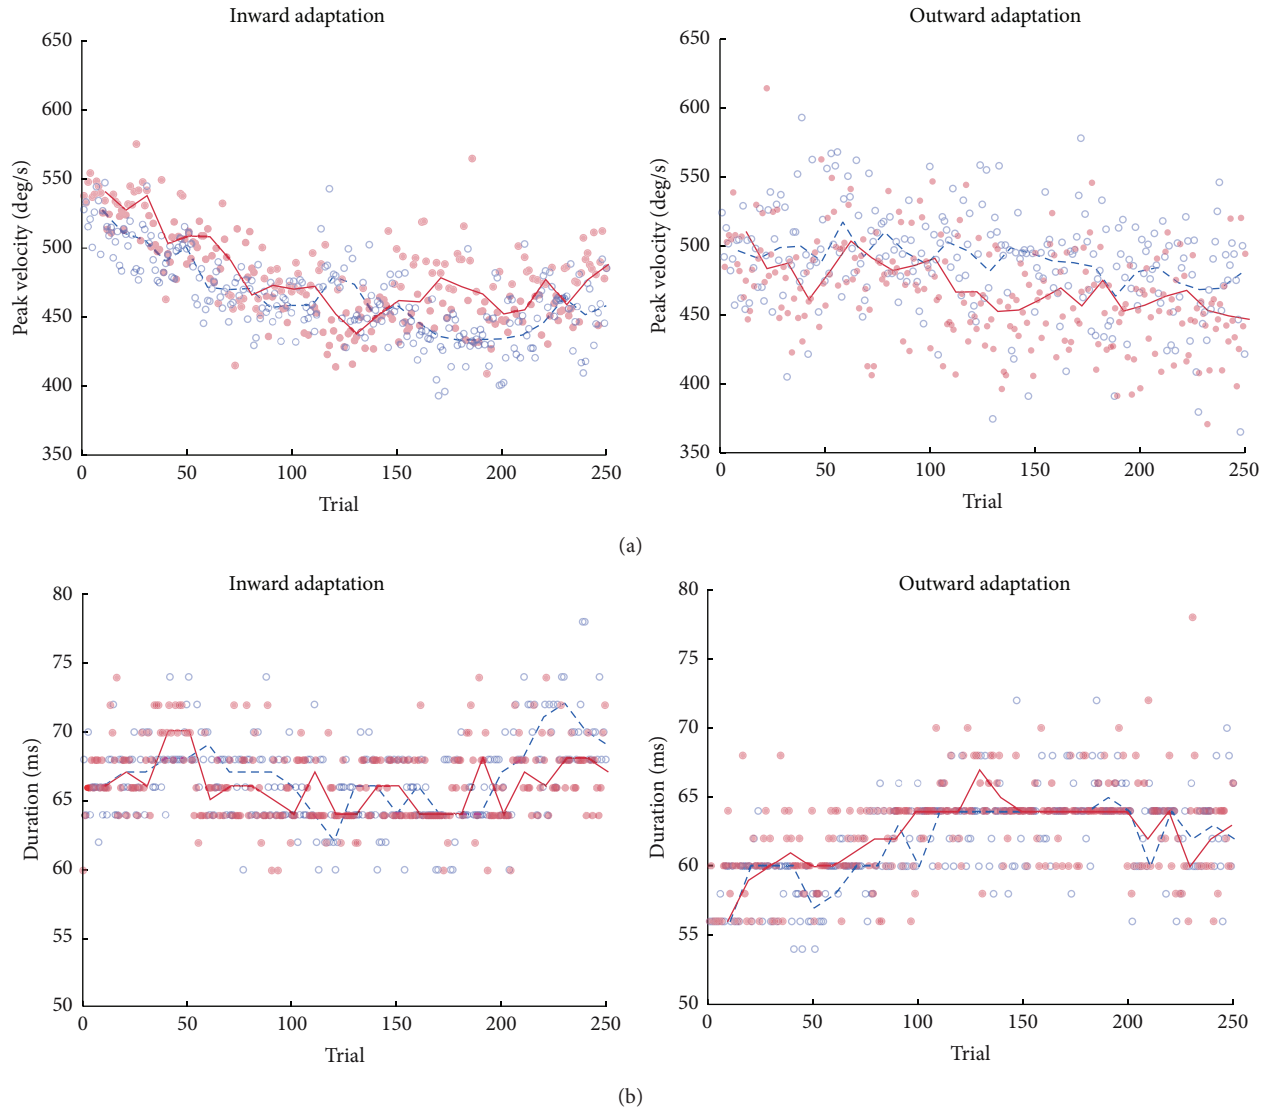 Inward adaptation
Outward adaptation
650
600
550
500
450
400
350
Peak velocity (deg/s)
0 50 100 150 200 250
Trial
650
600
550
500
450
400
350
Peak velocity (deg/s)
0 50 100 150 200 250
Trial
(a)
Inward adaptation
Outward adaptation
80
75
70
65
60
55
50
Duration (ms)
0 50 100 150 200 250
Trial
80
75
70
65
60
55
50
Duration (ms)
0 50 100 150 200 250
Trial
(b)